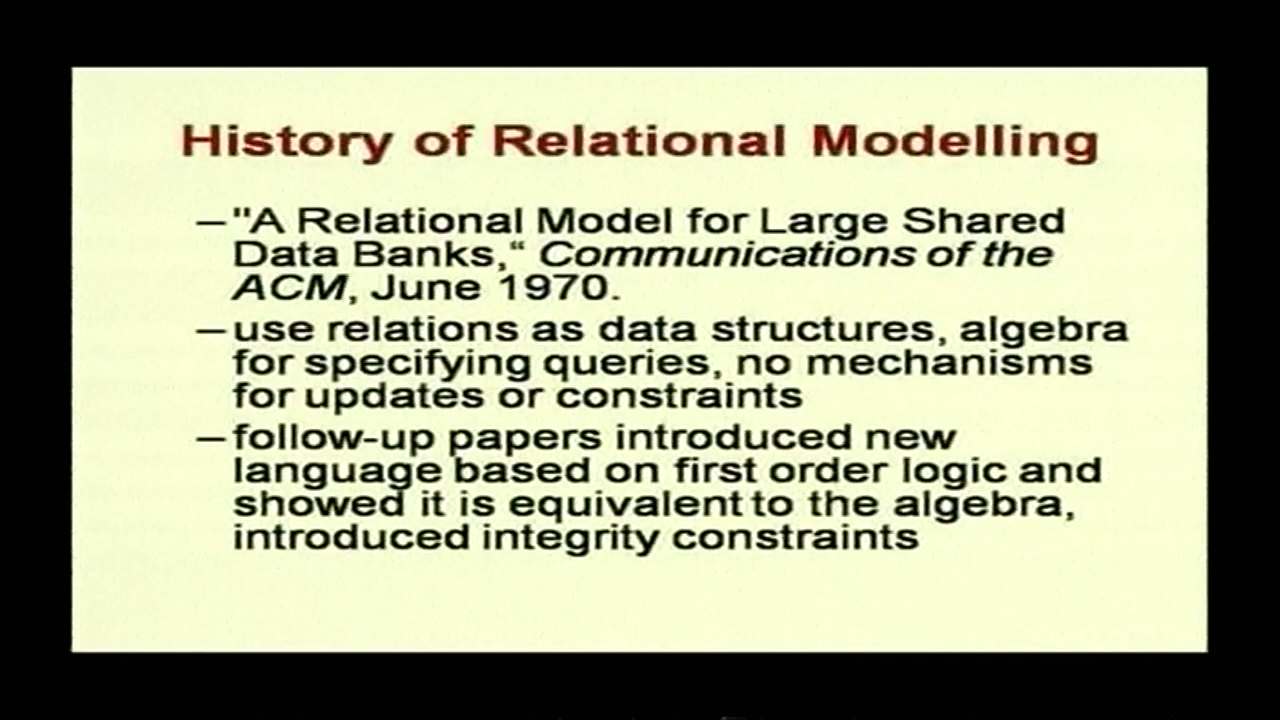 History of Relational Modelling
–"A Relational Model for Large Shared
Data Banks,“ Communications of the
ACM, June 1970.
–use relations as data structures, algebra
for specifying queries, no mechanisms
for updates or constraints
–follow-up papers introduced new
language based on first order logic and
showed it is equivalent to the algebra,
introduced integrity constraints